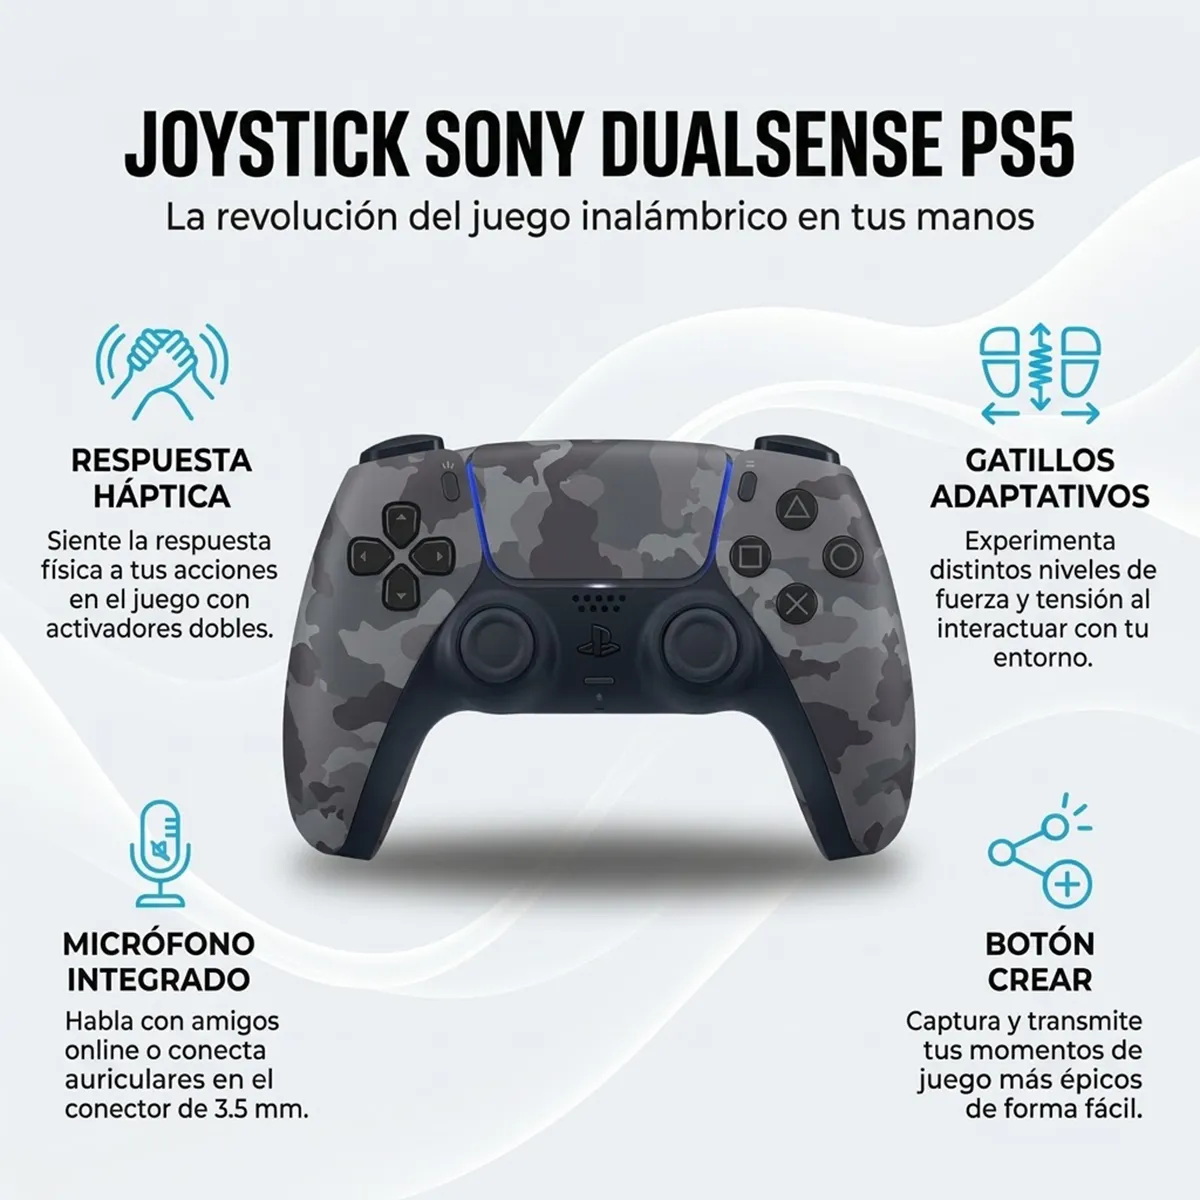 JOYSTICK SONY DUALSENSE PS5
La revolución del juego inalámbrico en tus manos
RESPUESTA
HÁPTICA
Siente la respuesta
física a tus acciones
en el juego con
activadores dobles.
GATILLOS
ADAPTATIVOS
Experimenta
distintos niveles de
fuerza y tensión al
interactuar con tu
entorno.
MICRÓFONO
INTEGRADO
Habla con amigos
online o conecta
auriculares en el
conector de 3.5 mm.
BOTÓN
CREAR
Captura y transmite
tus momentos de
juego más épicos
de forma fácil.